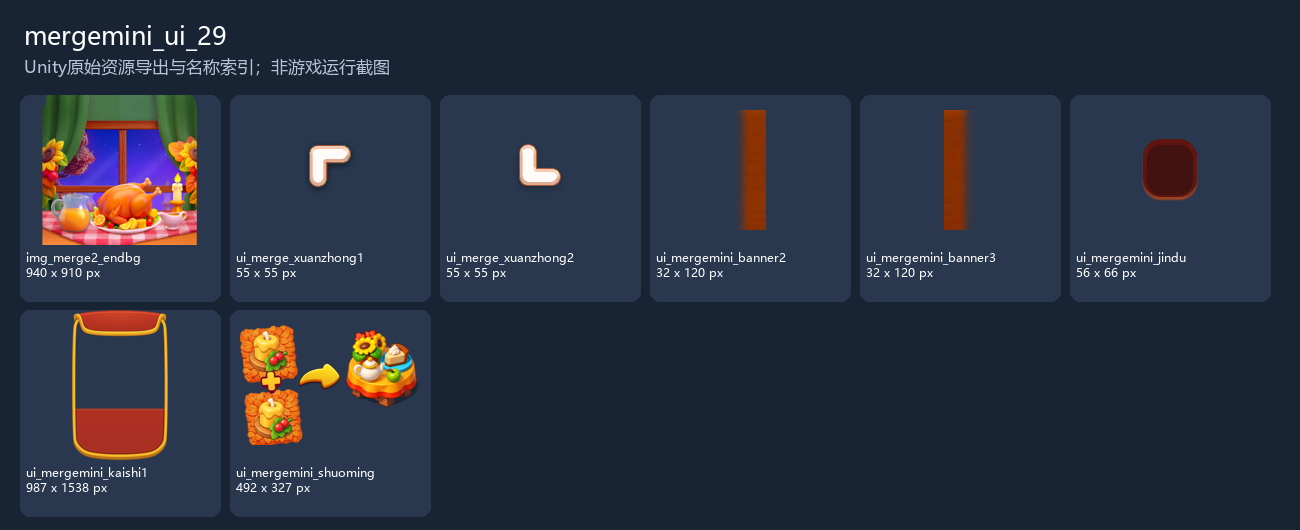 mergemini_ui_29
Unity原始资源导出与名称索引；非游戏运行截图
img_merge2_endbg
940 x 910 px
ui_merge_xuanzhong1
55 x 55 px
ui_merge_xuanzhong2
55 x 55 px
ui_mergemini_banner2
32 x 120 px
ui_mergemini_banner3
32 x 120 px
ui_mergemini_jindu
56 x 66 px
ui_mergemini_kaishi1
987 x 1538 px
ui_mergemini_shuoming
492 x 327 px